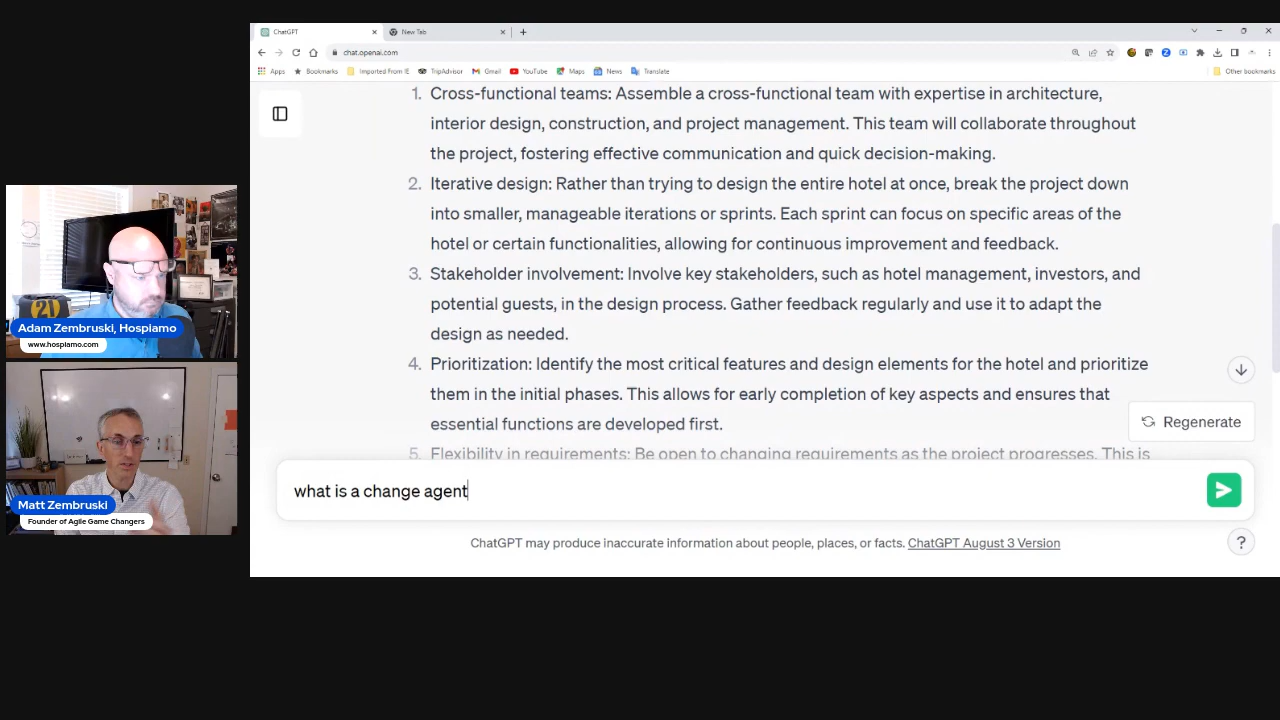 ChatGPT
New Tab
chat.openai.com
Apps
Bookmarks
Imported From IE
TripAdvisor
Gmail
YouTube
Maps
News
Translate
Other bookmarks
1. Cross-functional teams: Assemble a cross-functional team with expertise in architecture,
interior design, construction, and project management. This team will collaborate throughout
the project, fostering effective communication and quick decision-making.
2. Iterative design: Rather than trying to design the entire hotel at once, break the project down
into smaller, manageable iterations or sprints. Each sprint can focus on specific areas of the
hotel or certain functionalities, allowing for continuous improvement and feedback.
3. Stakeholder involvement: Involve key stakeholders, such as hotel management, investors, and
potential guests, in the design process. Gather feedback regularly and use it to adapt the
design as needed.
4. Prioritization: Identify the most critical features and design elements for the hotel and prioritize
them in the initial phases. This allows for early completion of key aspects and ensures that
essential functions are developed first.
Regenerate
5. Flexibility in requirements: Be open to changing requirements as the project progresses. This is
what is a change agent
ChatGPT may produce inaccurate information about people, places, or facts. ChatGPT August 3 Version
?
21
Adam Zembruski, Hospiamo
www.hospiamo.com
Matt Zembruski
Founder of Agile Game Changers